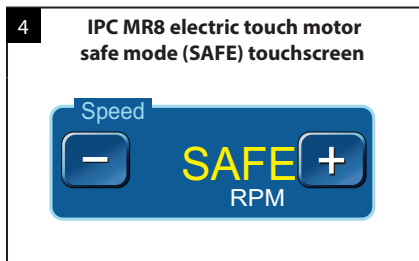 4
IPC MR8 electric touch motor
safe mode (SAFE) touchscreen
Speed
− SAFE +
RPM